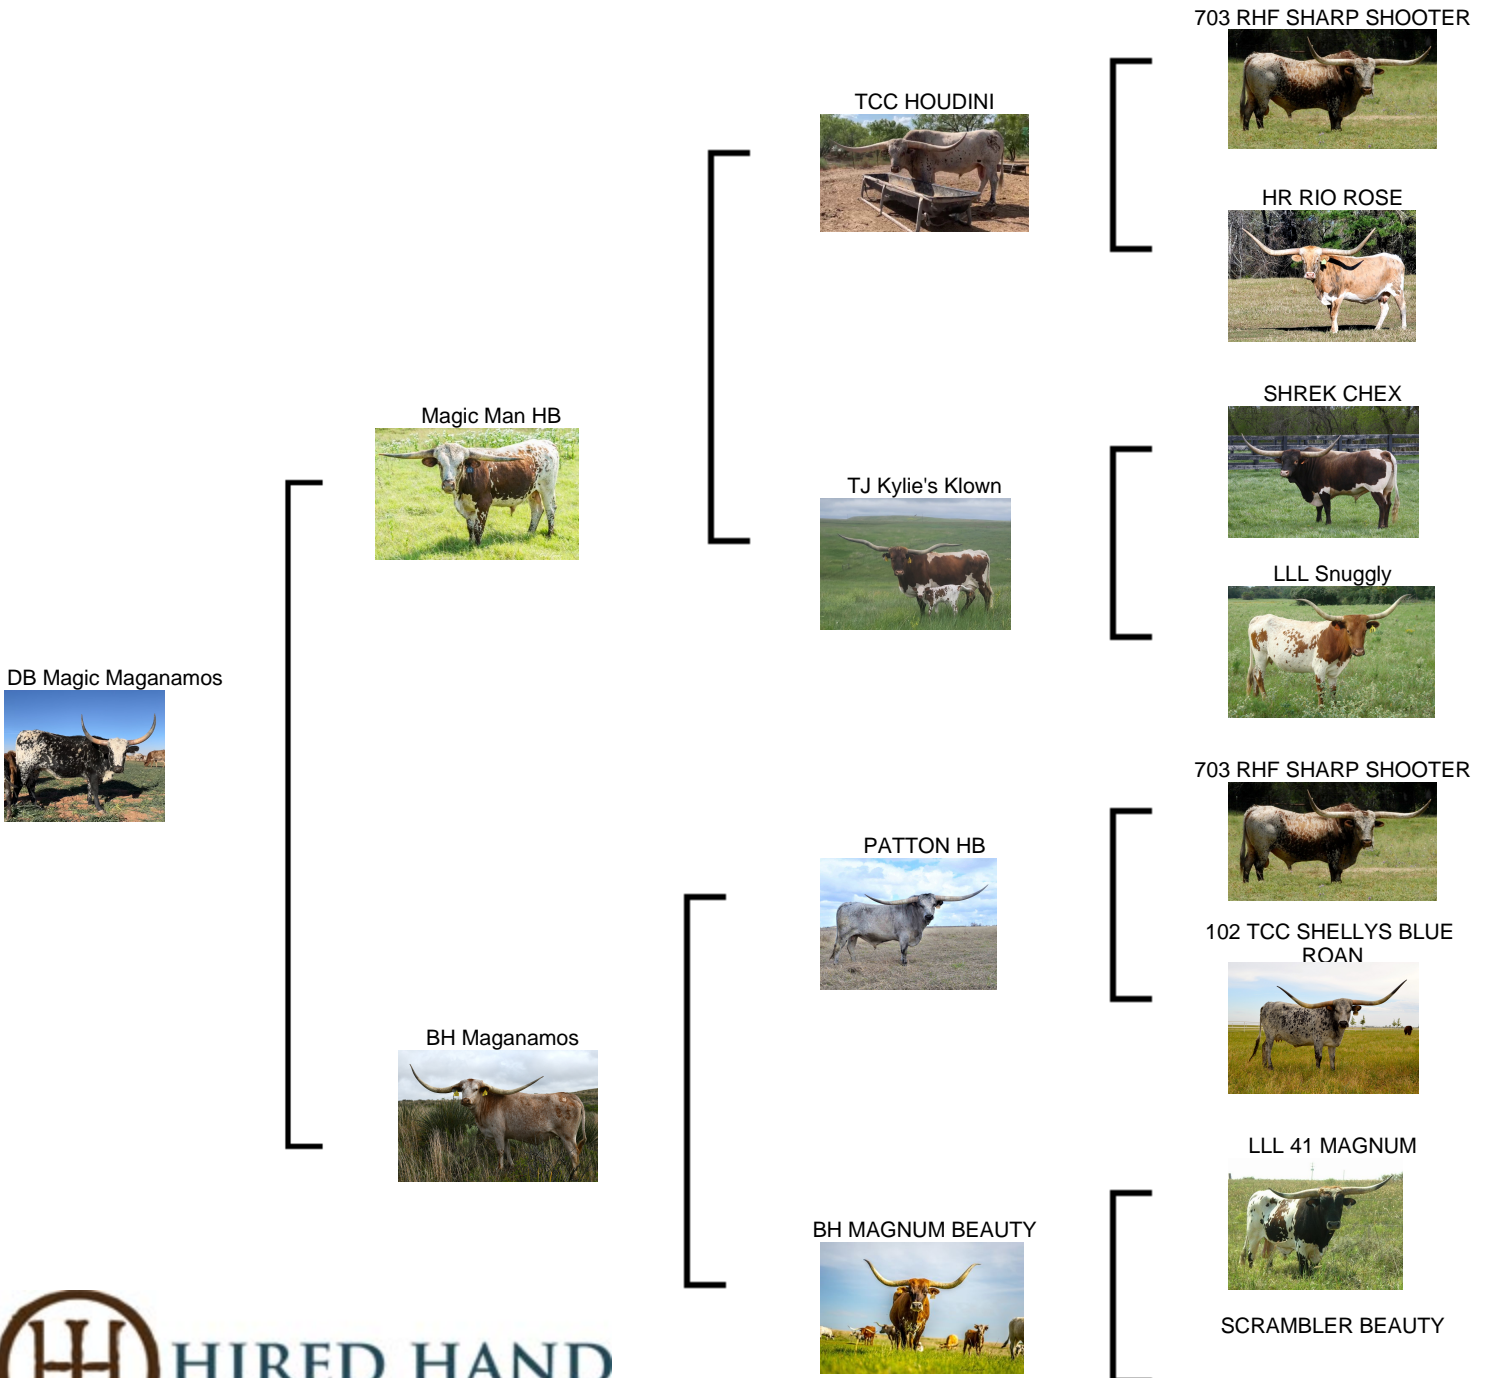 703 RHF SHARP SHOOTER
TCC HOUDINI
HR RIO ROSE
SHREK CHEX
Magic Man HB
TJ Kylie's Klown
LLL Snuggly
DB Magic Maganamos
703 RHF SHARP SHOOTER
PATTON HB
102 TCC SHELLYS BLUE
ROAN
BH Maganamos
LLL 41 MAGNUM
BH MAGNUM BEAUTY
SCRAMBLER BEAUTY
HIRED HAND